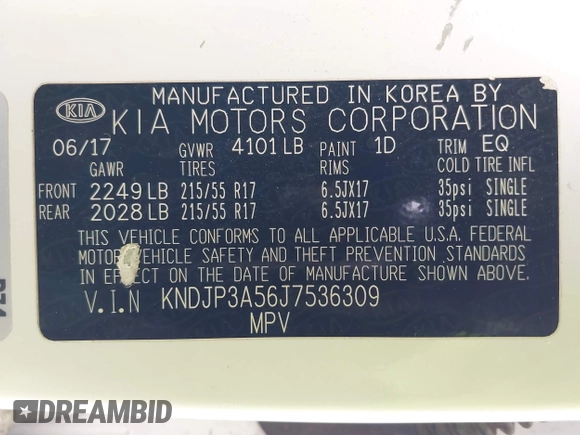 MANUFACTURED IN KOREA BY
KIA KIA MOTORS CORPORATION
06/17 GVWR 4101 LB PAINT 1D TRIM EQ
GAWR TIRES RIMS COLD TIRE INFL
FRONT 2249 LB 215/55 R17 6.5JX17 35psi SINGLE
REAR 2028 LB 215/55 R17 6.5JX17 35psi SINGLE
THIS VEHICLE CONFORMS TO ALL APPLICABLE U.S.A. FEDERAL
MOTOR VEHICLE SAFETY AND THEFT PREVENTION STANDARDS
IN EFFECT ON THE DATE OF MANUFACTURE SHOWN ABOVE.
V.I.N KNDJP3A56J7536309
MPV
DREAMBID